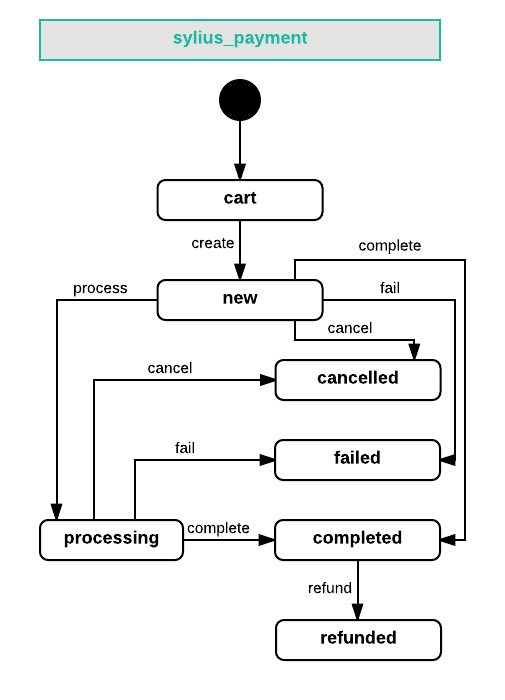 sylius_payment
cart
create
complete
process
new
fail
cancel
cancel
cancelled
fail
failed
processing
complete
completed
refund
refunded